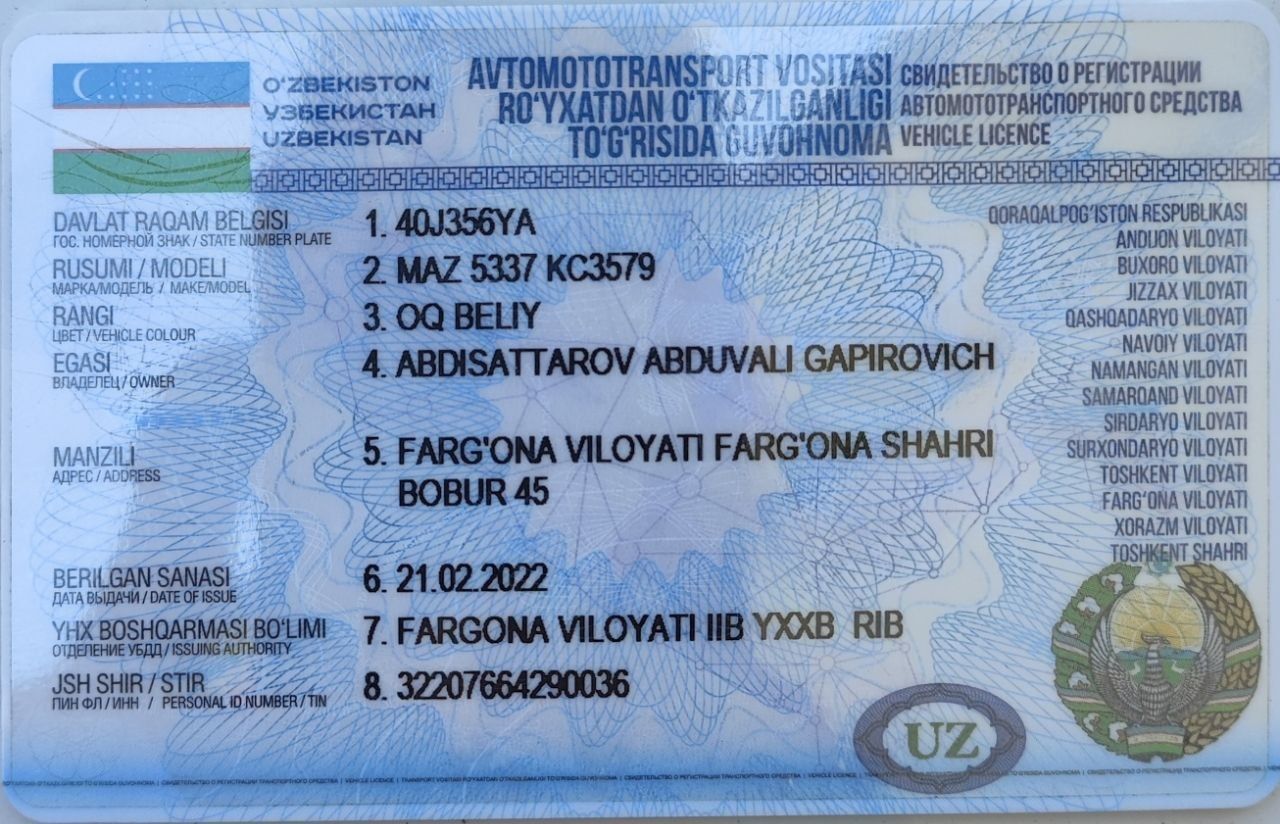 O'ZBEKISTON
УЗБЕКИСТАН
UZBEKISTAN
AVTOMOTOTRANSPORT VOSITASI
RO'YXATDAN O'TKAZILGANLIGI
TO'G'RISIDA GUVOHNOMA
СВИДЕТЕЛЬСТВО О РЕГИСТРАЦИИ
АВТОМОТОТРАНСПОРТНОГО СРЕДСТВА
VEHICLE LICENCE
DAVLAT RAQAM BELGISI
ГОС. НОМЕРНОЙ ЗНАК / STATE NUMBER PLATE
1. 40J356YA
RUSUMI / MODELI
МАРКА/МОДЕЛЬ / MAKE/MODEL
2. MAZ 5337 KC3579
RANGI
ЦВЕТ / VEHICLE COLOUR
3. OQ BELIY
EGASI
ВЛАДЕЛЕЦ / OWNER
4. ABDISATTAROV ABDUVALI GAPIROVICH
MANZILI
АДРЕС / ADDRESS
5. FARG'ONA VILOYATI FARG'ONA SHAHRI
BOBUR 45
BERILGAN SANASI
ДАТА ВЫДАЧИ / DATE OF ISSUE
6. 21.02.2022
YHX BOSHQARMASI BO'LIMI
ОТДЕЛЕНИЕ УБДД / ISSUING AUTHORITY
7. FARGONA VILOYATI IIB YXXB RIB
JSH SHIR / STIR
ПИН ФЛ / ИНН / PERSONAL ID NUMBER / TIN
8. 32207664290036
QORAQALPOG'ISTON RESPUBLIKASI
ANDIJON VILOYATI
BUXORO VILOYATI
JIZZAX VILOYATI
QASHQADARYO VILOYATI
NAVOIY VILOYATI
NAMANGAN VILOYATI
SAMARQAND VILOYATI
SIRDARYO VILOYATI
SURXONDARYO VILOYATI
TOSHKENT VILOYATI
FARG'ONA VILOYATI
XORAZM VILOYATI
TOSHKENT SHAHRI
UZ